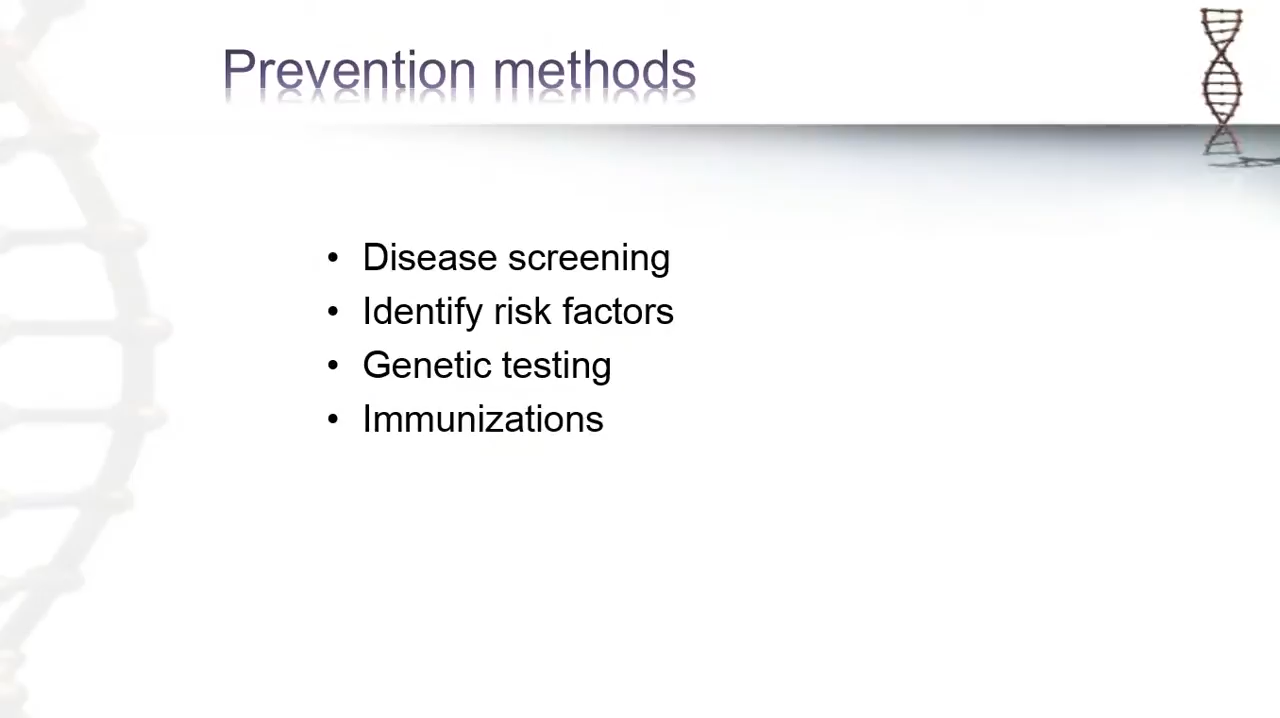 Prevention methods
• Disease screening
• Identify risk factors
• Genetic testing
• Immunizations